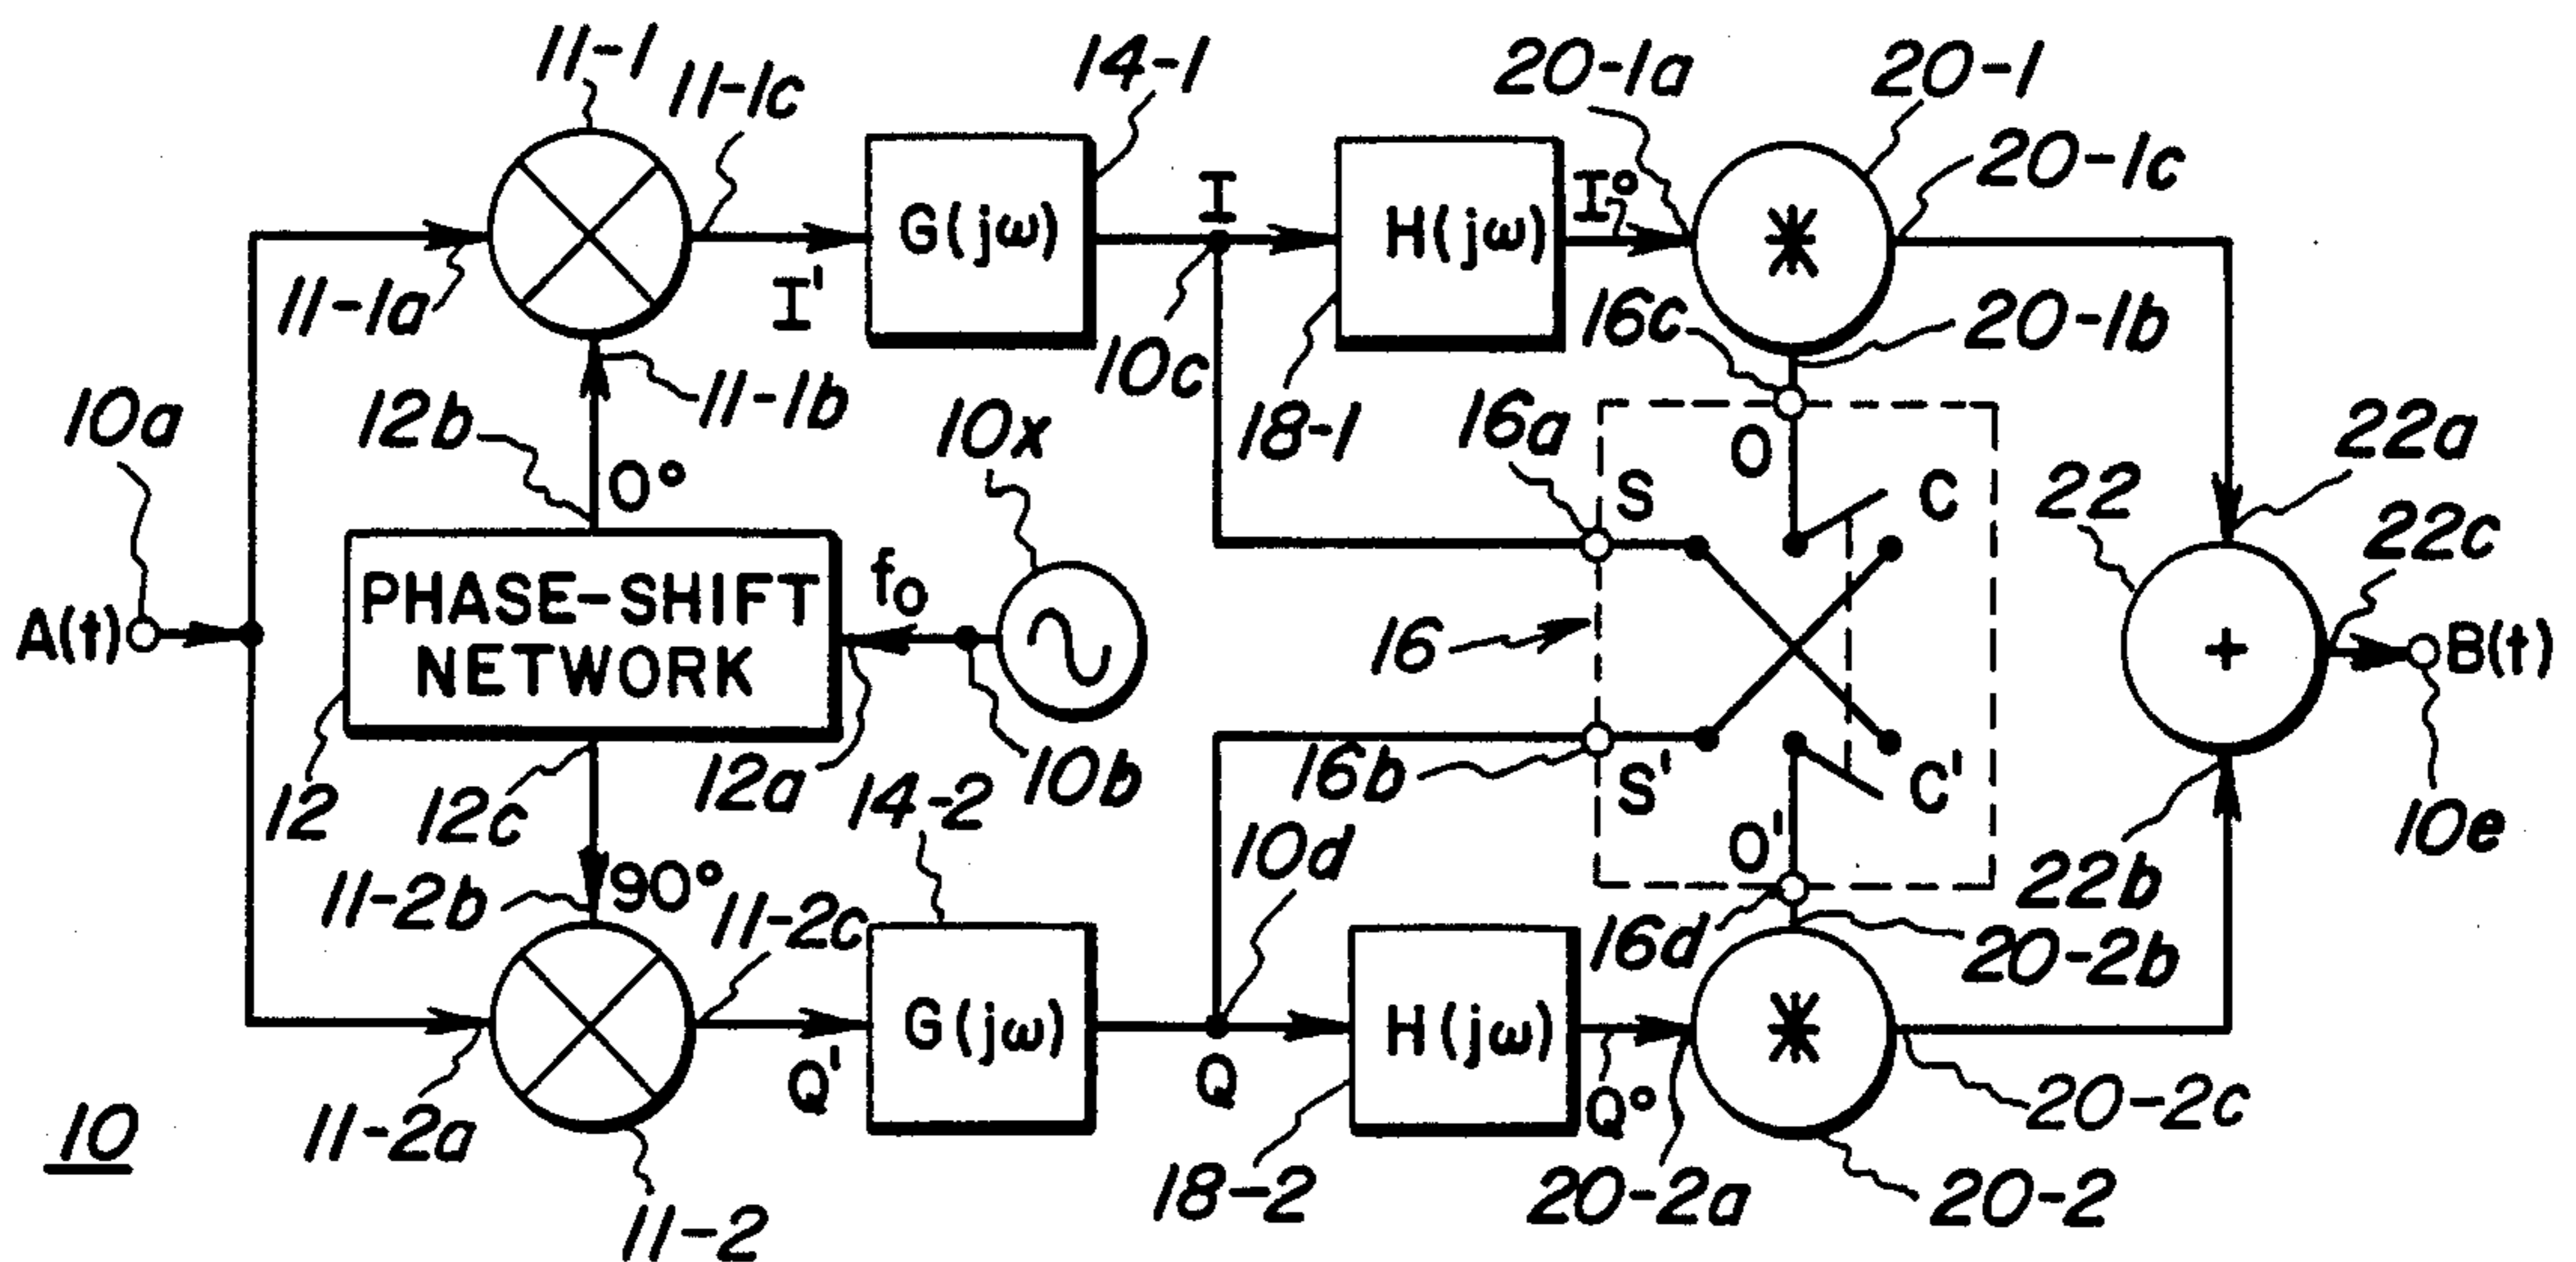 11-1
11-1c
14-1
20-1a
20-1
20-1c
G(jω)
I
H(jω)
I°
*
11-1a
I'
10c
18-1
16c
20-1b
10a
12b
11-1b
10x
16a
O
22a
0°
S
C
22
22c
A(t)
PHASE-SHIFT
NETWORK
fo
16
+
B(t)
12
12c
12a
10b
16b
S'
C'
10e
14-2
10d
O'
22b
11-2b
90°
11-2c
16d
20-2b
G(jω)
H(jω)
*
Q'
Q
Q°
20-2c
10
11-2a
18-2
20-2a
20-2
11-2